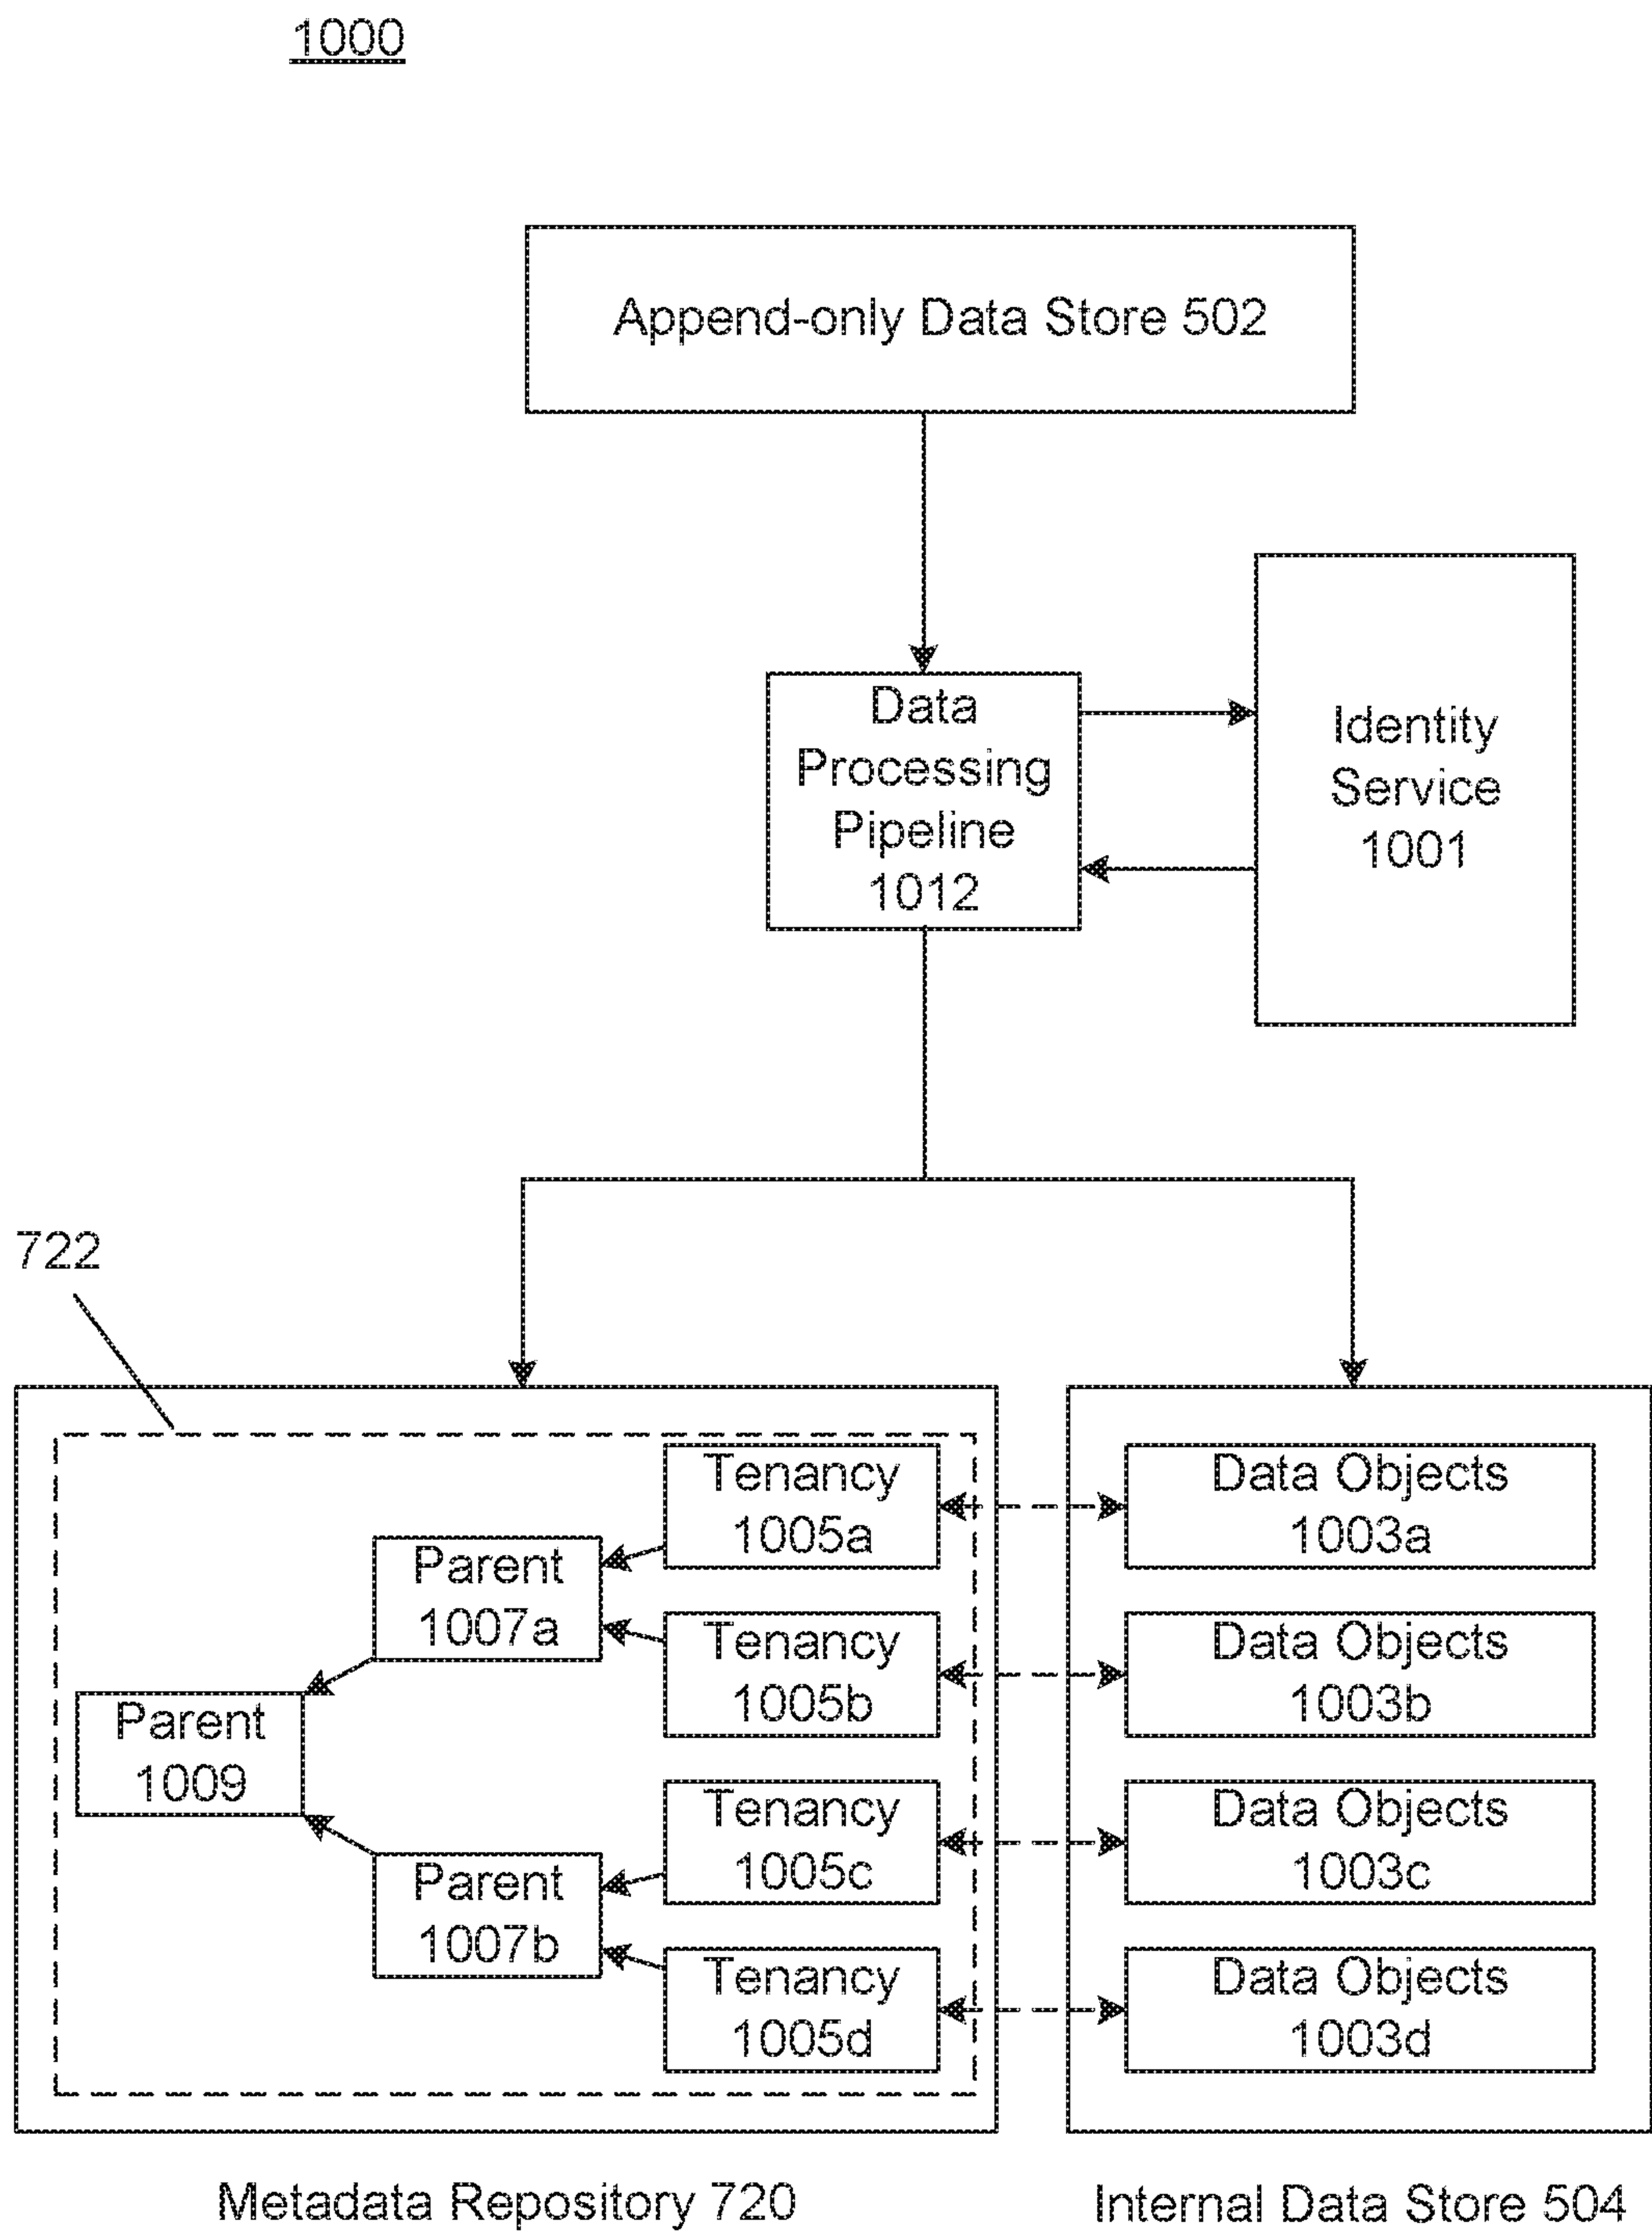 1000
Append-only Data Store 502
Data
Processing
Pipeline
1012
Identity
Service
1001
722
Tenancy
1005a
Data Objects
1003a
Parent
1007a
Tenancy
1005b
Data Objects
1003b
Parent
1009
Tenancy
1005c
Data Objects
1003c
Parent
1007b
Tenancy
1005d
Data Objects
1003d
Metadata Repository 720
Internal Data Store 504